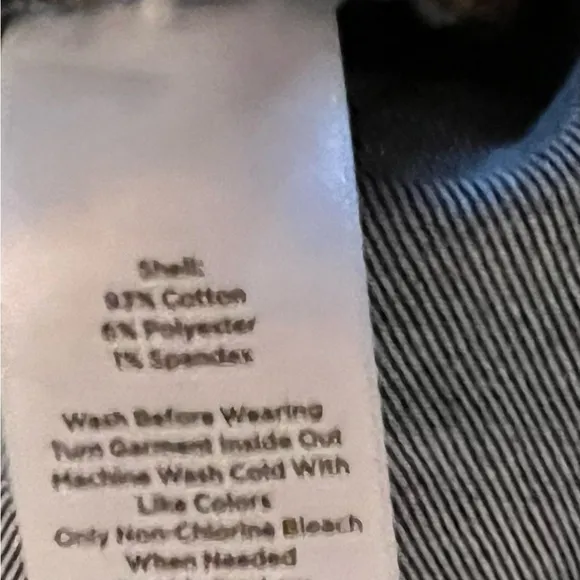 Shell:
93% Cotton
6% Polyester
1% Spandex
Wash Before Wearing
Turn Garment Inside Out
Machine Wash Cold With
Like Colors
Only Non-Chlorine Bleach
When Needed